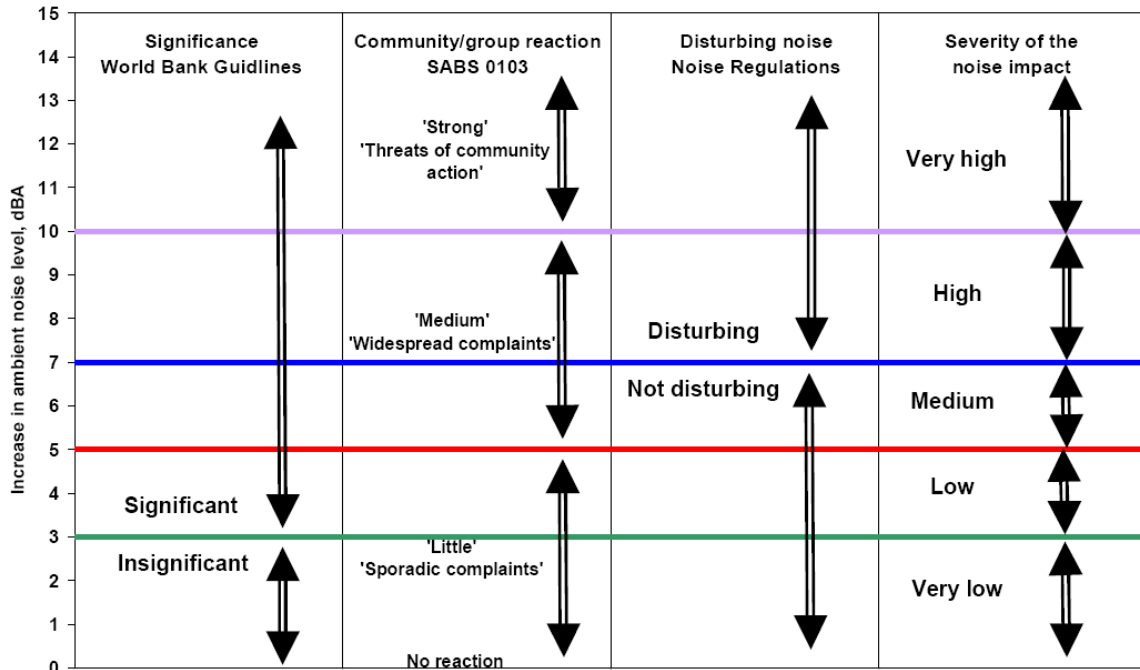 Increase in ambient noise level, dBA
15
14
13
12
11
10
9
8
7
6
5
4
3
2
1
0
Significance
World Bank Guidlines
Significant
Insignificant
Community/group reaction
SABS 0103
'Strong'
'Threats of community
action'
'Medium'
'Widespread complaints'
'Little'
'Sporadic complaints'
No reaction
Disturbing noise
Noise Regulations
Disturbing
Not disturbing
Severity of the
noise impact
Very high
High
Medium
Low
Very low